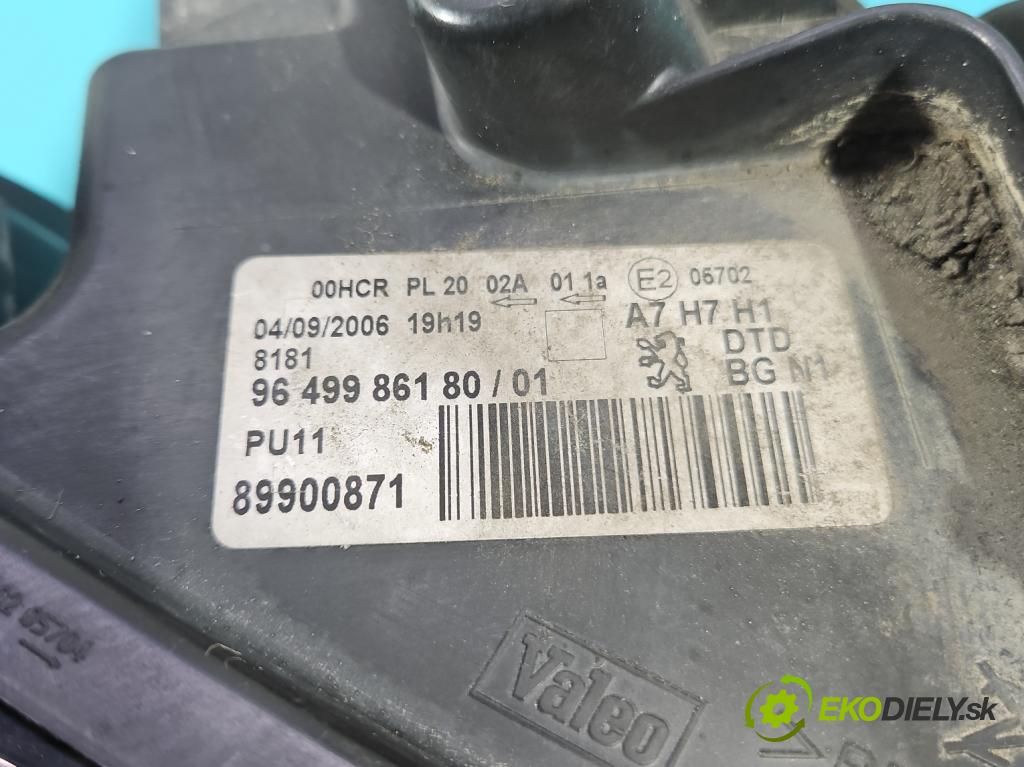 00HCR PL 20 02A 01 1a E2 05702
04/09/2006 19h19 A7 H7 H1
8181 DTD
96 499 861 80 / 01 BG N1
PU11
89900871
05704
Valeo
EKODIELY.sk